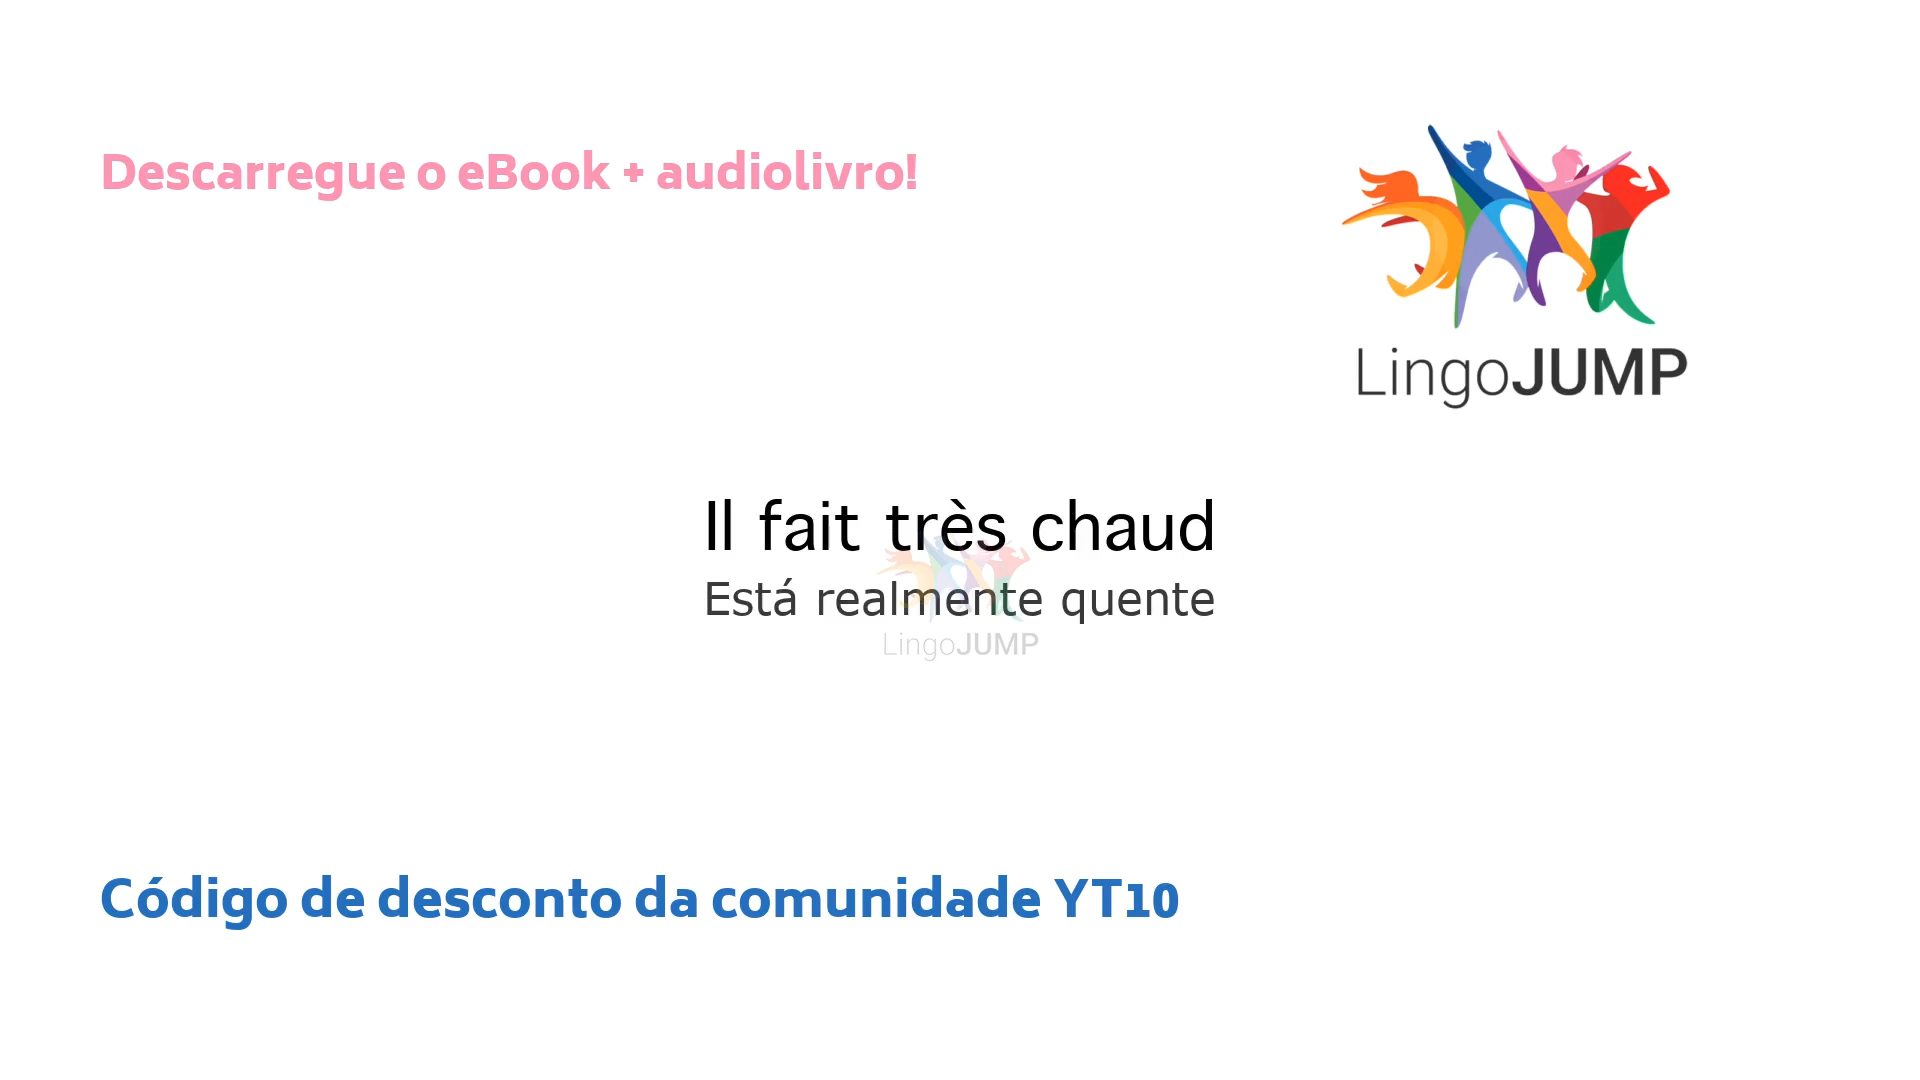 Descarregue o eBook + audiolivro!
LingoJUMP
Il fait très chaud
Está realmente quente
LingoJUMP
Código de desconto da comunidade YT10